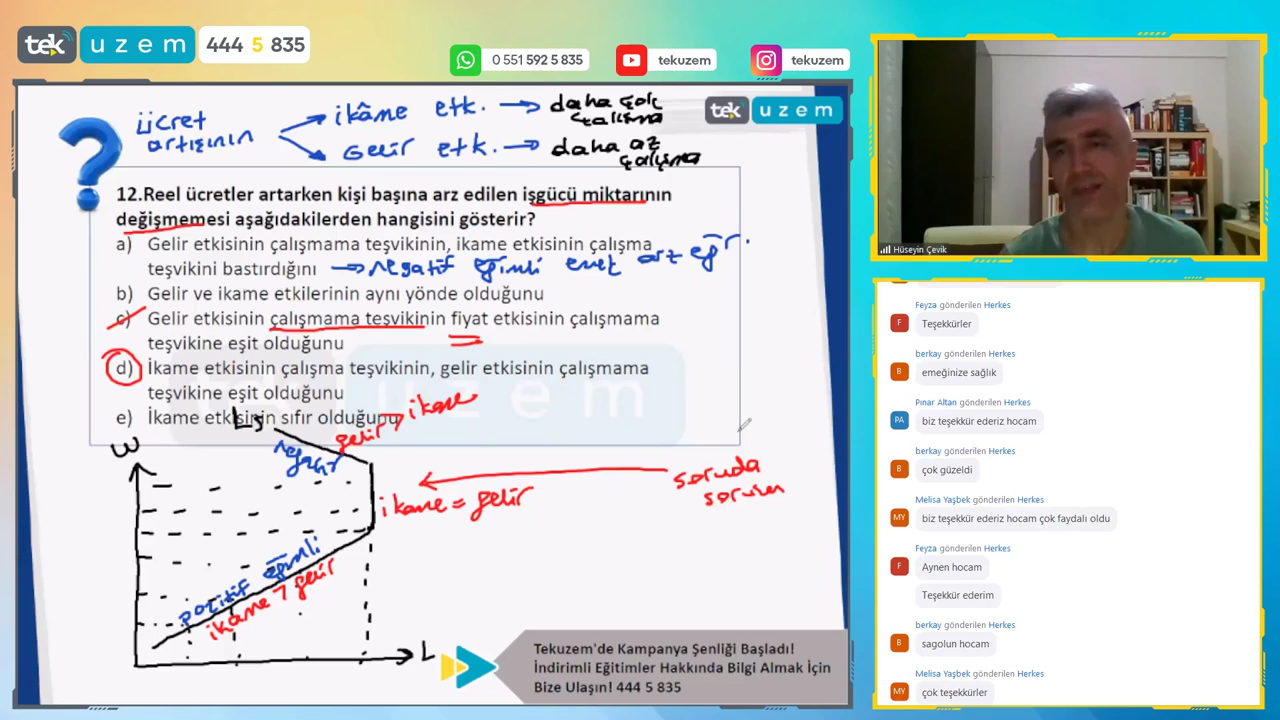 tek uzem 444 5 835
0 551 592 5 835 tekuzem tekuzem
tek uzem
ücret artışının
ikâme etk. → daha çok çalışma
Gelir etk. → daha az çalışma
12.Reel ücretler artarken kişi başına arz edilen işgücü miktarının
değişmemesi aşağıdakilerden hangisini gösterir?
a) Gelir etkisinin çalışmama teşvikinin, ikame etkisinin çalışma
teşvikini bastırdığını → negatif eğimli emek arz eğr.
b) Gelir ve ikame etkilerinin aynı yönde olduğunu
c) Gelir etkisinin çalışmama teşvikinin fiyat etkisinin çalışmama
teşvikine eşit olduğunu
d) İkame etkisinin çalışma teşvikinin, gelir etkisinin çalışmama
teşvikine eşit olduğunu
e) İkame etkisinin sıfır olduğunu
tek uzem
Ls
gelir > ikame
W
negatif
ikame = gelir
soruda
sorulan
pozitif eğimli
ikame > gelir
L
Tekuzem'de Kampanya Şenliği Başladı!
İndirimli Eğitimler Hakkında Bilgi Almak İçin
Bize Ulaşın! 444 5 835
Hüseyin Çevik
Feyza gönderilen Herkes
F Teşekkürler
berkay gönderilen Herkes
B emeğinize sağlık
Pınar Altan gönderilen Herkes
PA biz teşekkür ederiz hocam
berkay gönderilen Herkes
B çok güzeldi
Melisa Yaşbek gönderilen Herkes
MY biz teşekkür ederiz hocam çok faydalı oldu
Feyza gönderilen Herkes
F Aynen hocam
Teşekkür ederim
berkay gönderilen Herkes
B sagolun hocam
Melisa Yaşbek gönderilen Herkes
MY çok teşekkürler